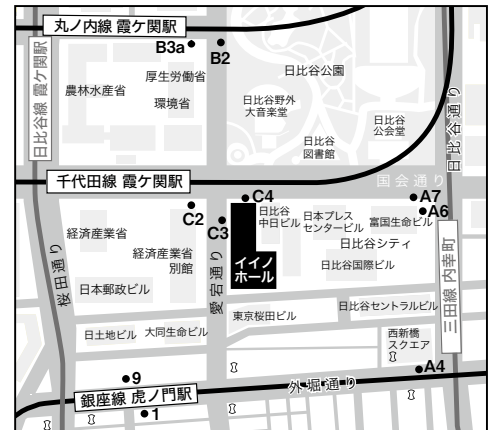 丸ノ内線 霞ケ関駅
B3a
B2
日比谷線 霞ケ関駅
農林水産省
厚生労働省
環境省
日比谷公園
日比谷野外
大音楽堂
日比谷
公会堂
日比谷
図書館
日比谷通り
千代田線 霞ケ関駅
国会通り
C2
C3
C4
A7
A6
日比谷
中日ビル
日本プレス
センタービル
富国生命ビル
日比谷シティ
日比谷国際ビル
イイノ
ホール
経済産業省
経済産業省
別館
日本郵政ビル
桜田通り
愛宕通り
三田線 内幸町
日土地ビル
大同生命ビル
東京桜田ビル
日比谷セントラルビル
西新橋
スクエア
A4
外堀通り
9
銀座線 虎ノ門駅
1